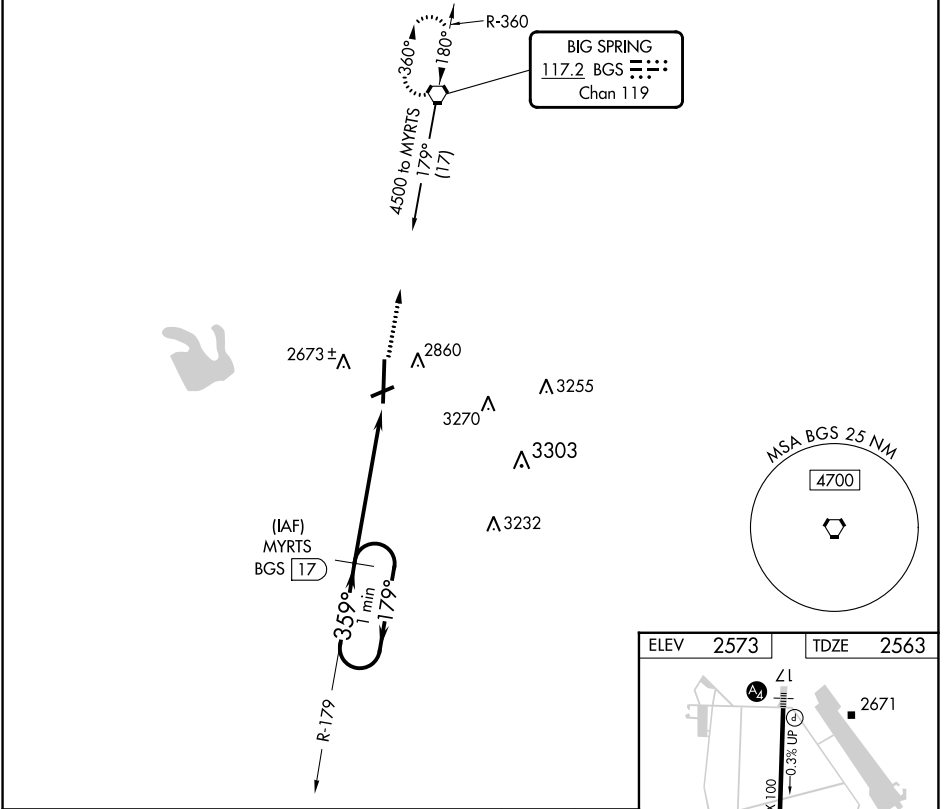 R-360
360°
180°
BIG SPRING
117.2 BGS
Chan 119
4500 to MYRTS
179°
(17)
2673 ±
2860
3255
3270
3303
3232
MSA BGS 25 NM
4700
(IAF)
MYRTS
BGS 17
359°
1 min
179°
R-179
ELEV 2573
TDZE 2563
17
A4
2671
P
0.3% UP
X100